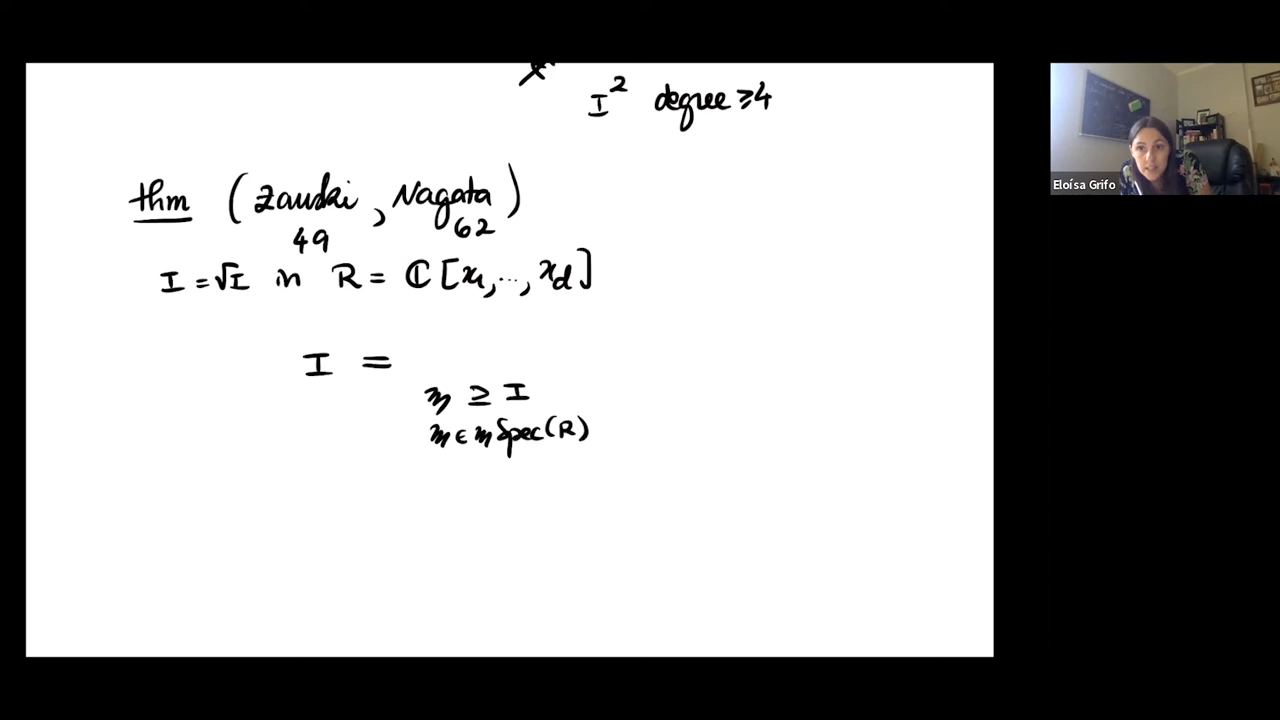 I² degree ≥4
thm (Zariski, Nagata)
49 62
I = √I in R = ℂ[x₁, ..., x_d]
I =
𝔪 ⊇ I
𝔪 ∈ mSpec(R)
Eloísa Grifo